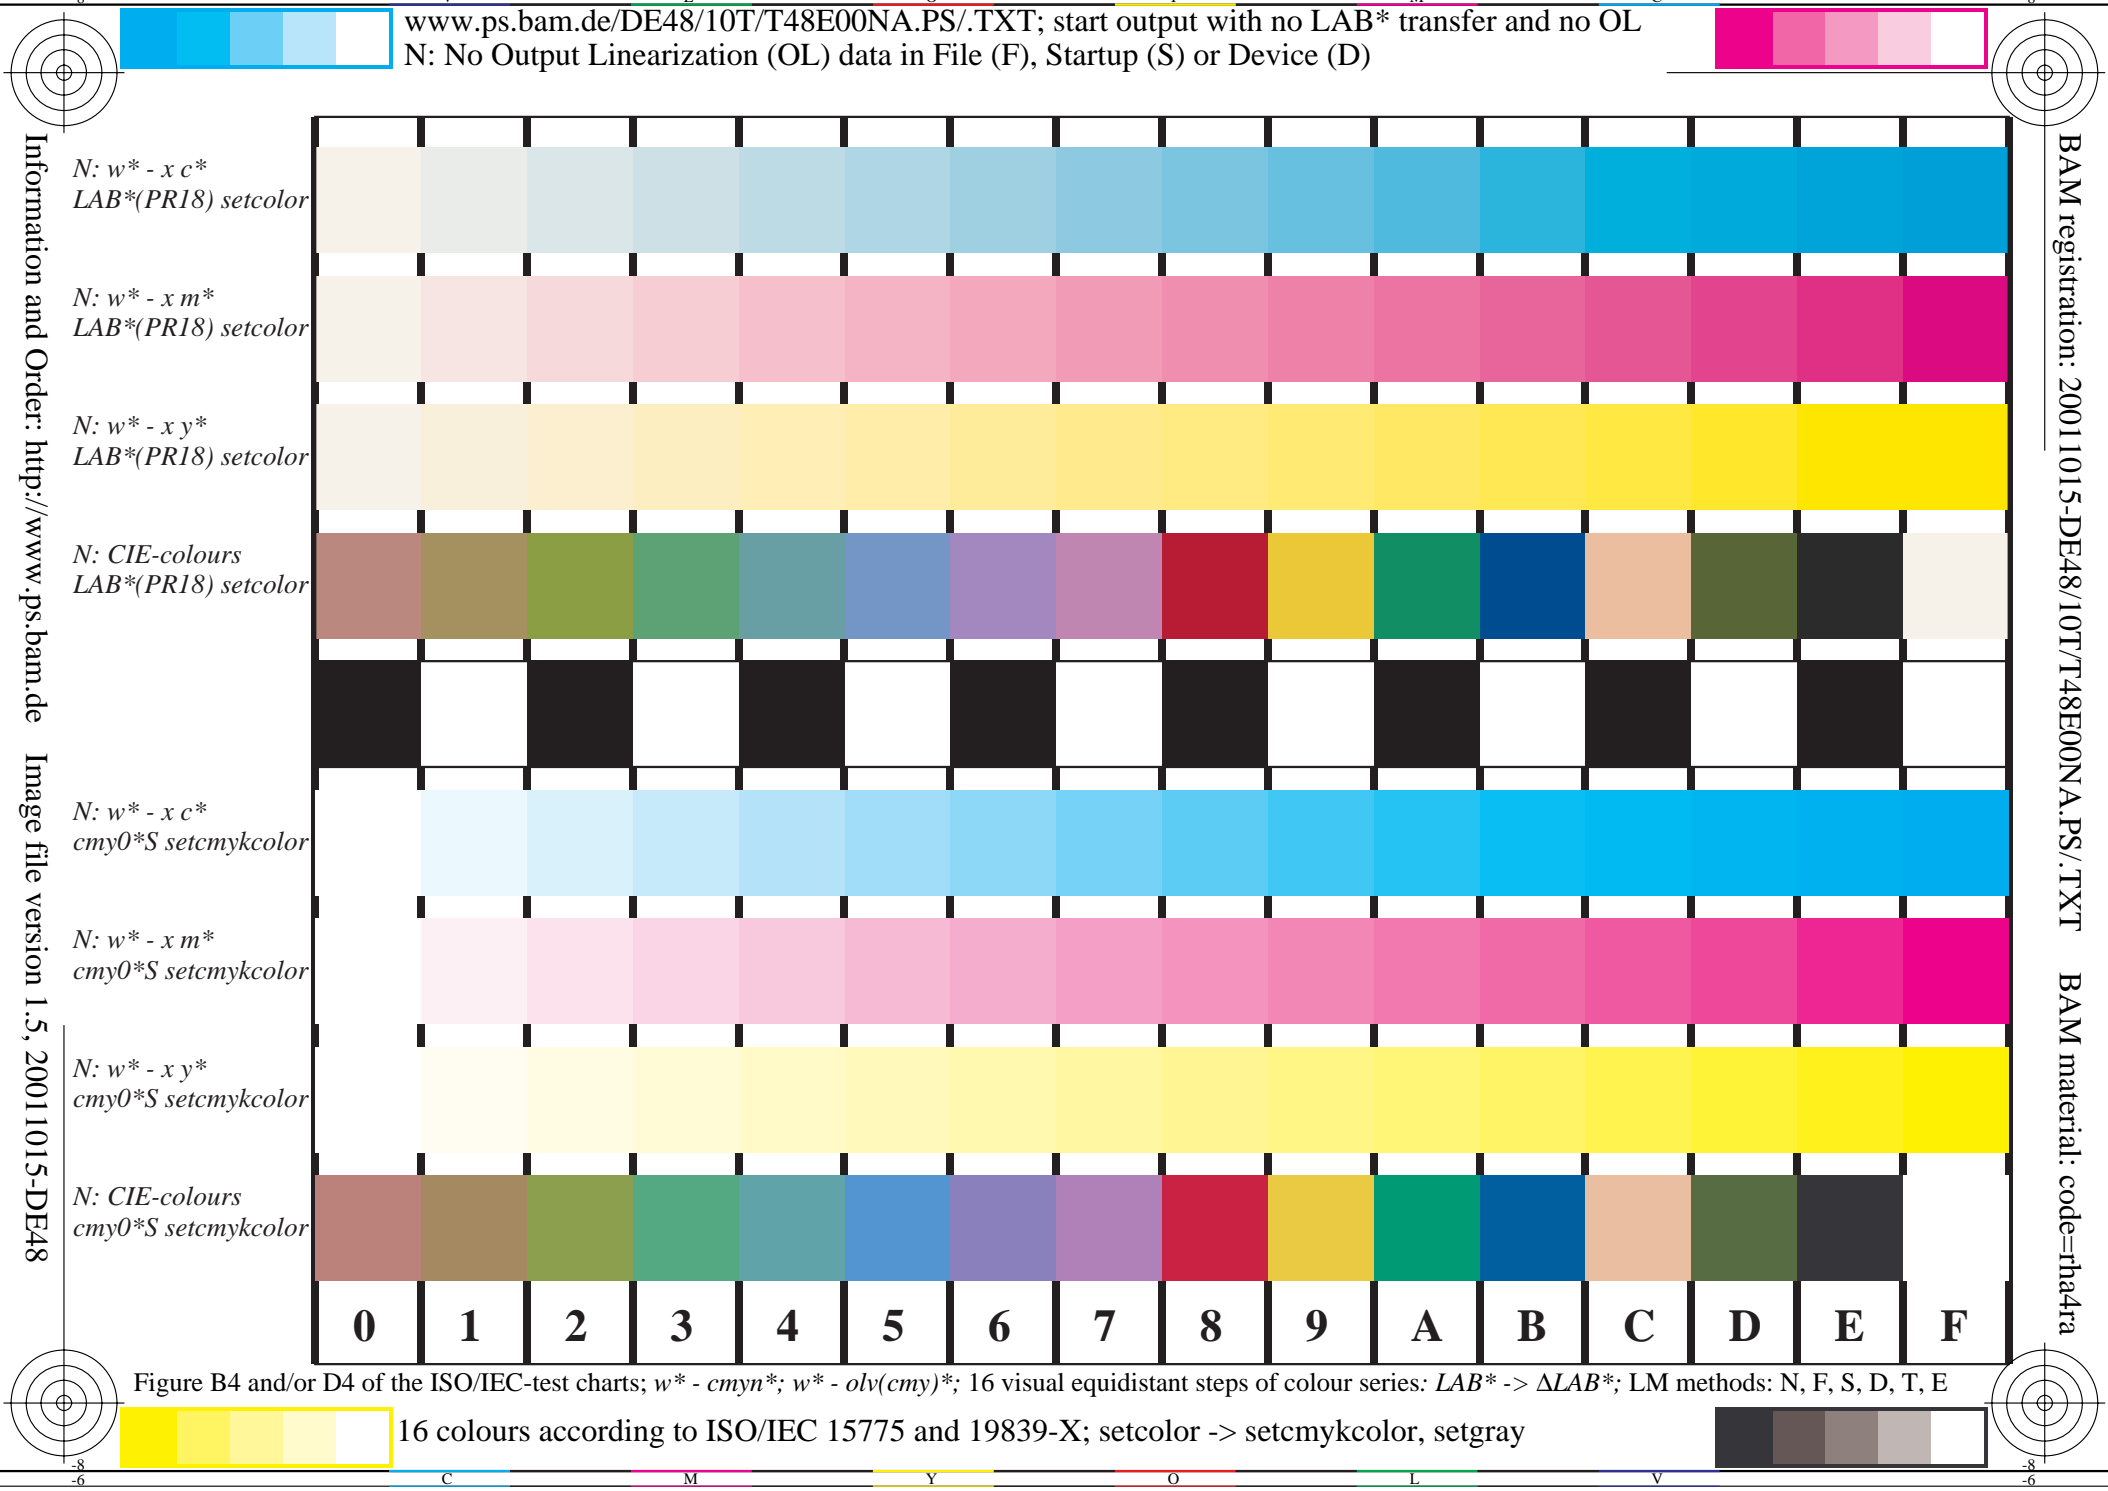 www.ps.bam.de/DE48/10T/T48E00NA.PS/.TXT; start output with no LAB* transfer and no OL
N: No Output Linearization (OL) data in File (F), Startup (S) or Device (D)
Information and Order: http://www.ps.bam.de Image file version 1.5, 20011015-DE48
BAM registration: 20011015-DE48/10T/T48E00NA.PS/.TXT BAM material: code=rha4ra
N: w* - x c*
LAB*(PR18) setcolor
N: w* - x m*
LAB*(PR18) setcolor
N: w* - x y*
LAB*(PR18) setcolor
N: CIE-colours
LAB*(PR18) setcolor
N: w* - x c*
cmy0*S setcmykcolor
N: w* - x m*
cmy0*S setcmykcolor
N: w* - x y*
cmy0*S setcmykcolor
N: CIE-colours
cmy0*S setcmykcolor
0 1 2 3 4 5 6 7 8 9 A B C D E F
Figure B4 and/or D4 of the ISO/IEC-test charts; w* - cmyn*; w* - olv(cmy)*; 16 visual equidistant steps of colour series: LAB* -> ΔLAB*; LM methods: N, F, S, D, T, E
16 colours according to ISO/IEC 15775 and 19839-X; setcolor -> setcmykcolor, setgray
-8 -8
-6 C M Y O L V -6